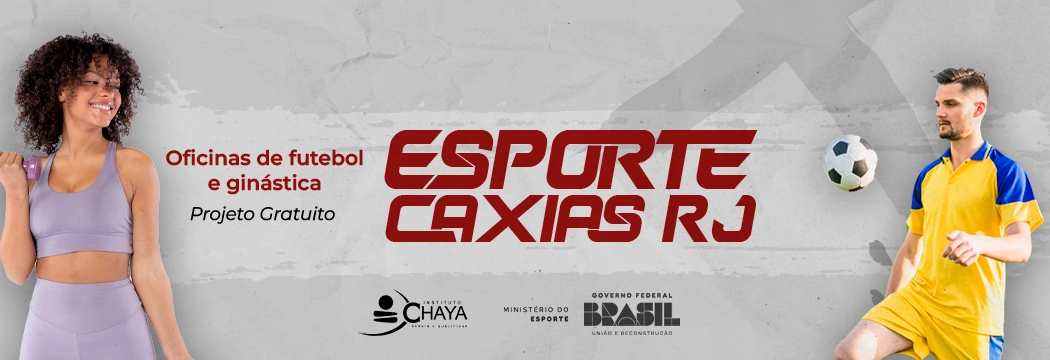 Oficinas de futebol
e ginástica
Projeto Gratuito
ESPORTE
CAXIAS RJ
INSTITUTO
CHAYA
MINISTÉRIO DO
ESPORTE
GOVERNO FEDERAL
BRASIL
UNIÃO E RECONSTRUÇÃO